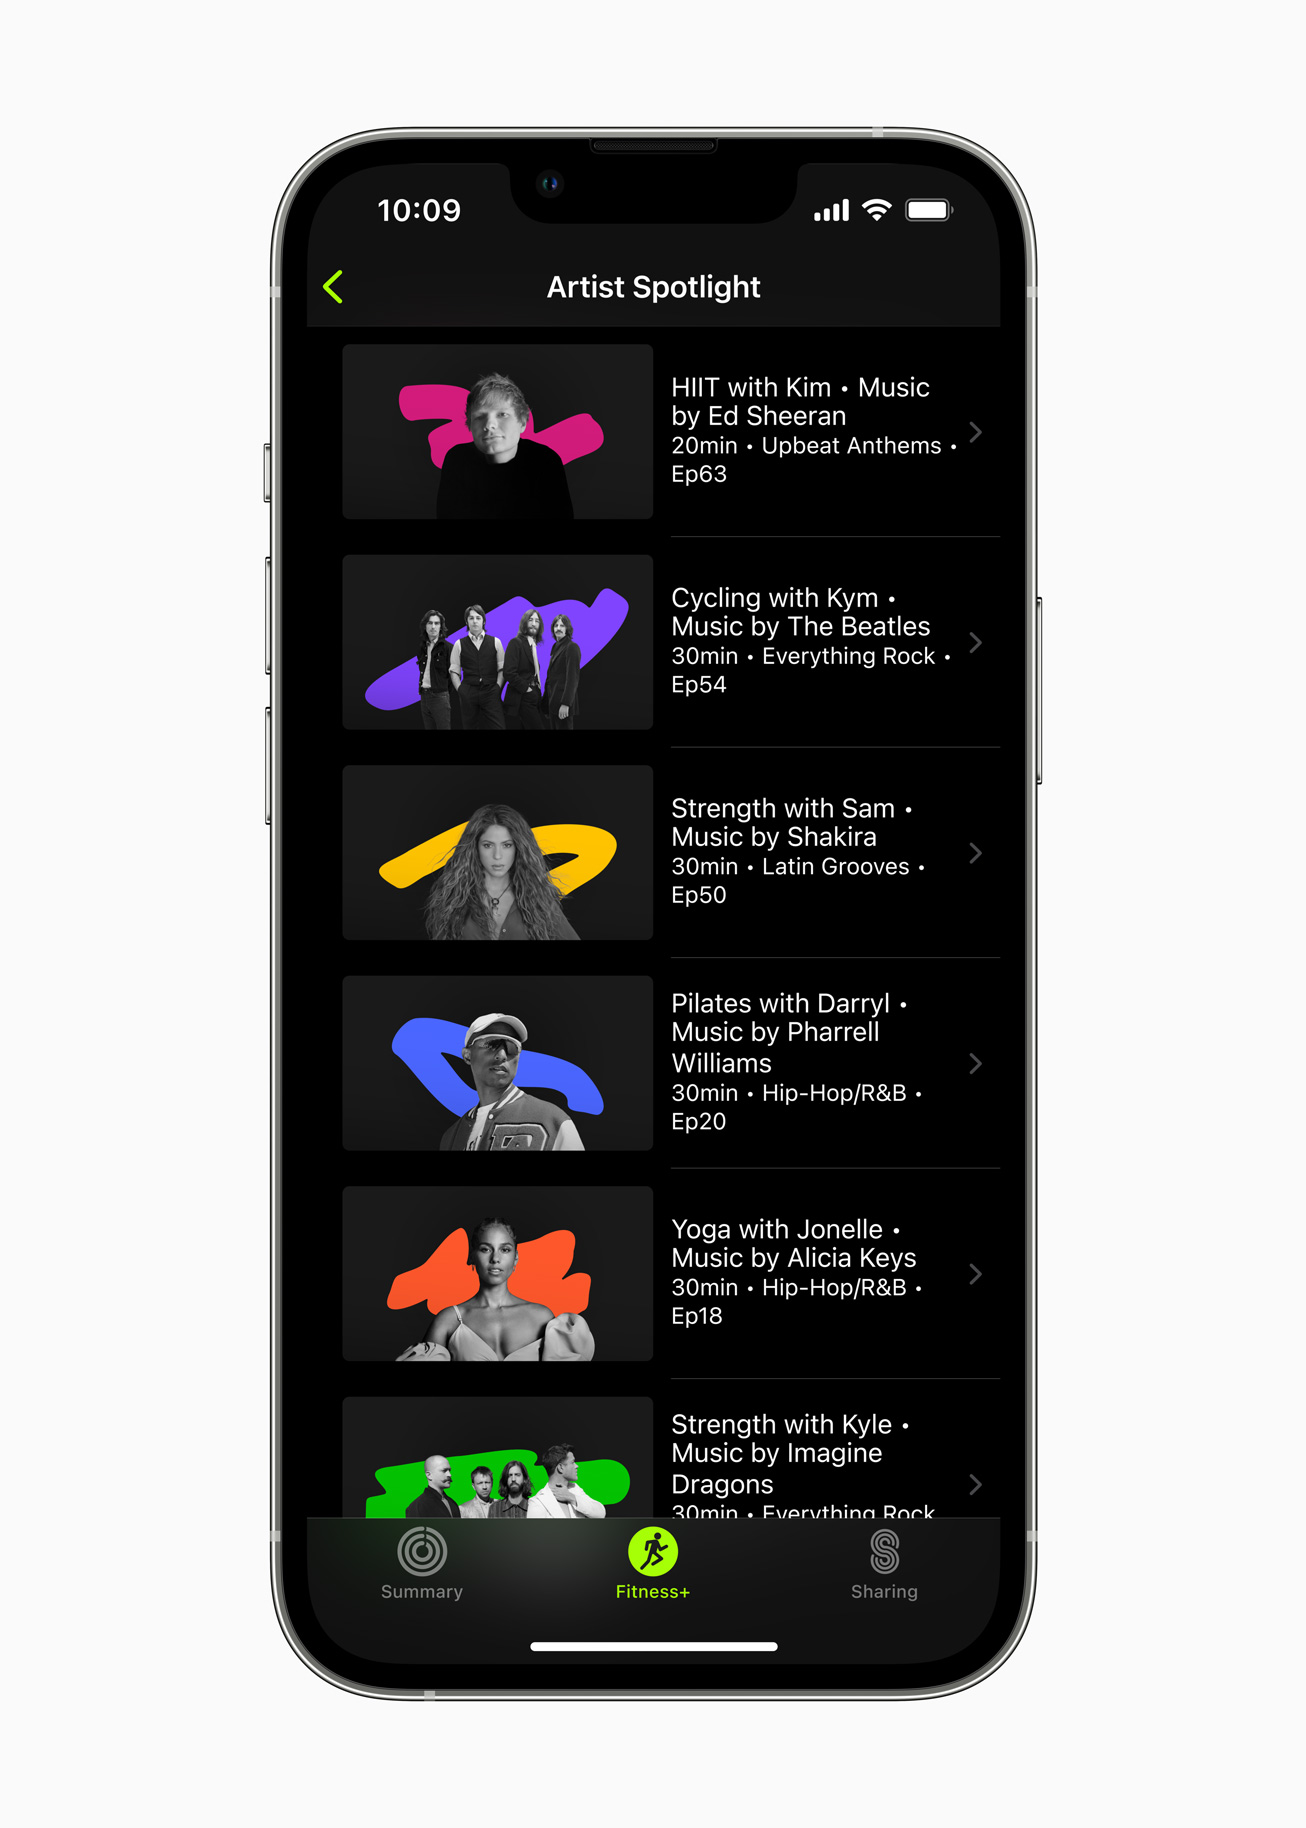 10:09
Artist Spotlight
HIIT with Kim • Music
by Ed Sheeran
20min • Upbeat Anthems •
Ep63
Cycling with Kym •
Music by The Beatles
30min • Everything Rock •
Ep54
Strength with Sam •
Music by Shakira
30min • Latin Grooves •
Ep50
Pilates with Darryl •
Music by Pharrell
Williams
30min • Hip-Hop/R&B •
Ep20
Yoga with Jonelle •
Music by Alicia Keys
30min • Hip-Hop/R&B •
Ep18
Strength with Kyle •
Music by Imagine
Dragons
30min • Everything Rock
Summary
Fitness+
Sharing